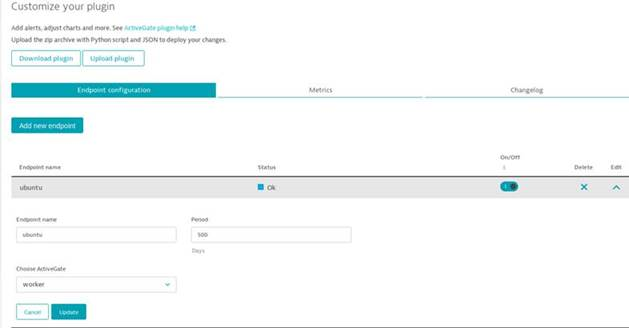 Customize your plugin
Add alerts, adjust charts and more. See ActiveGate plugin help
Upload the zip archive with Python script and JSON to deploy your changes.
Download plugin Upload plugin
Endpoint configuration Metrics Changelog
Add new endpoint
On/Off
Endpoint name Status Delete Edit
ubuntu Ok
Endpoint name Period
ubuntu 500
Days
Choose ActiveGate
worker
Cancel Update